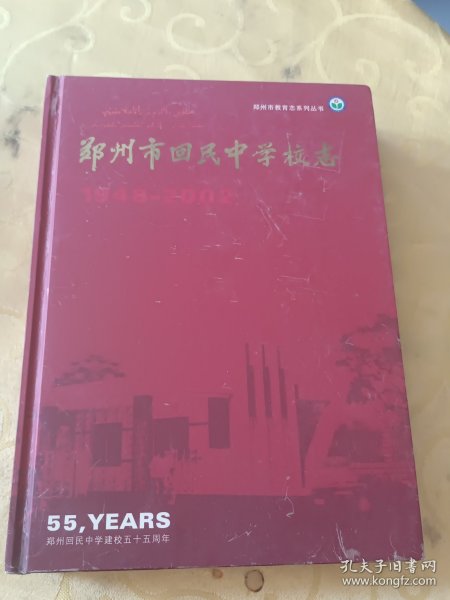 郑州市教育志系列丛书
郑州市回民中学校志
1948-2002
55,YEARS
郑州回民中学建校五十五周年
孔夫子旧书网
www.kongfz.com